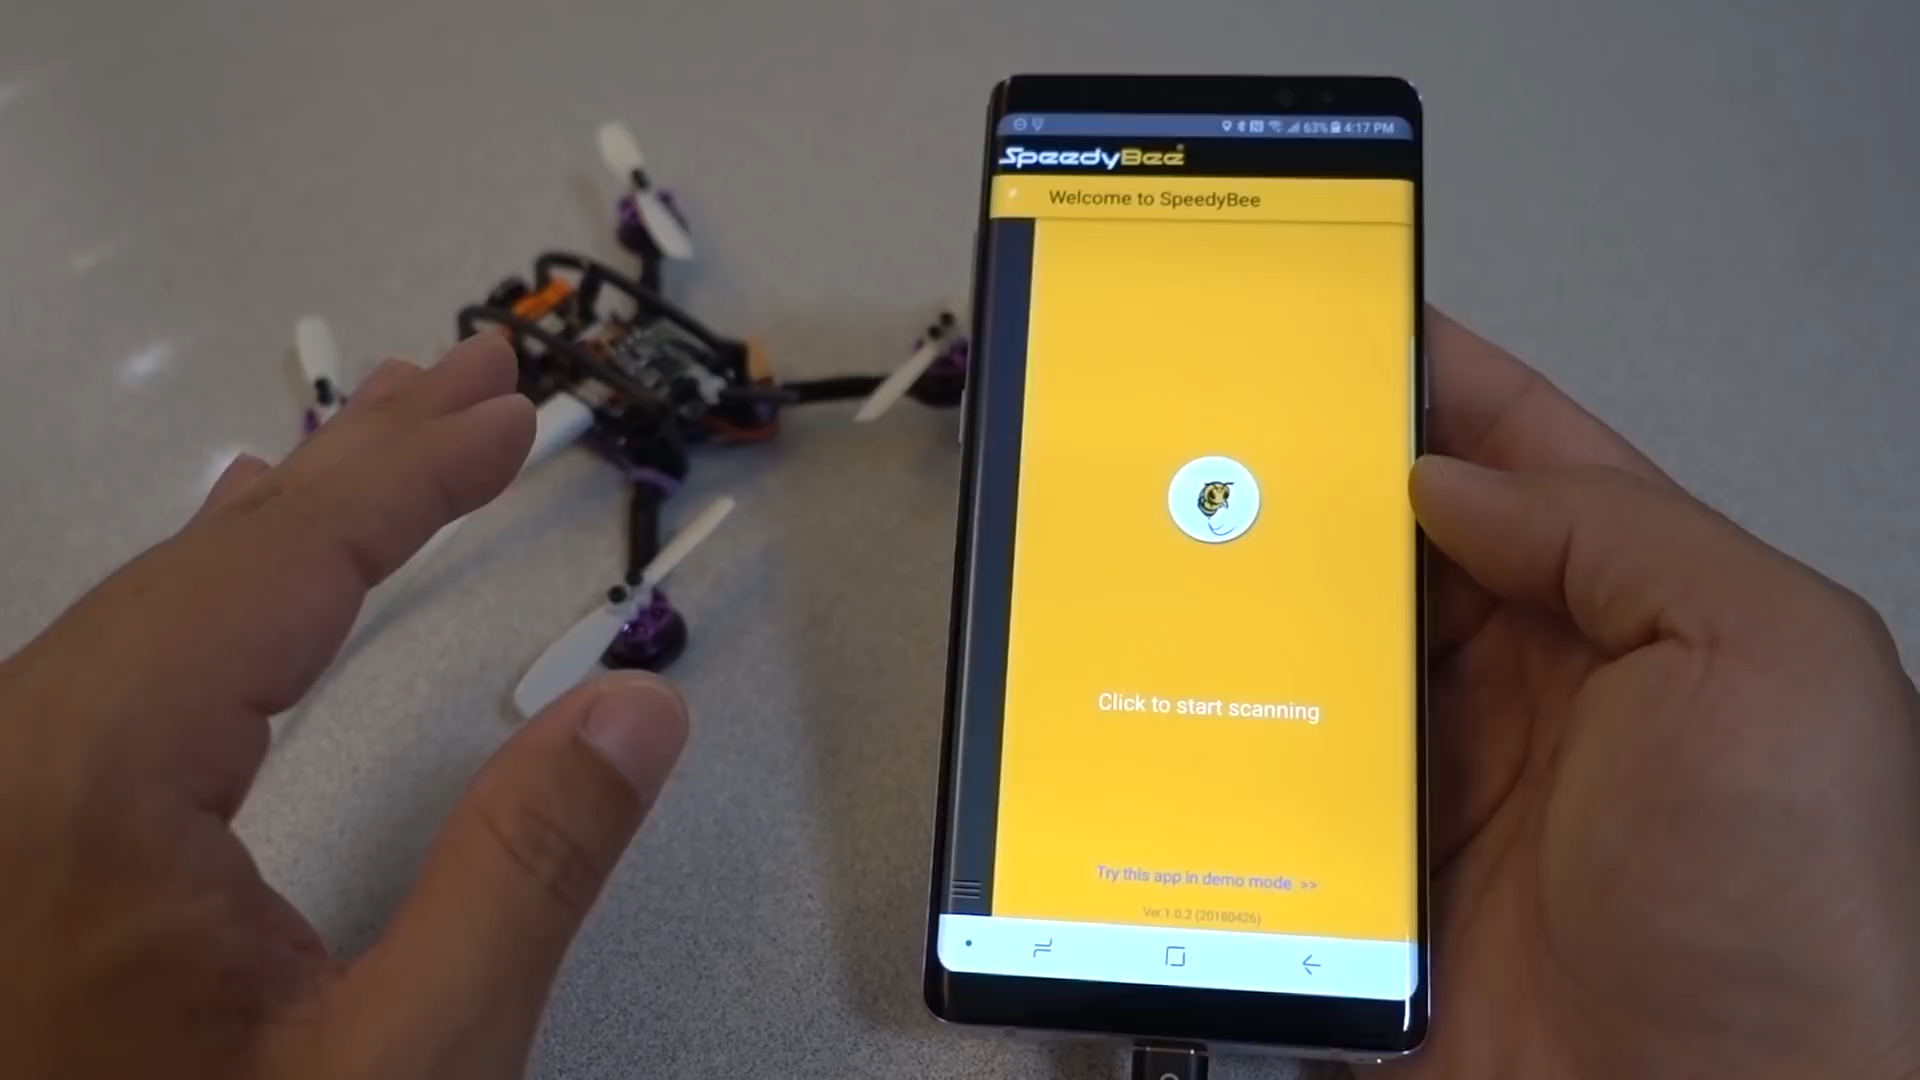 63% 4:17 PM
SpeedyBee
Welcome to SpeedyBee
Click to start scanning
Try this app in demo mode >>
Ver.1.0.2 (20180426)